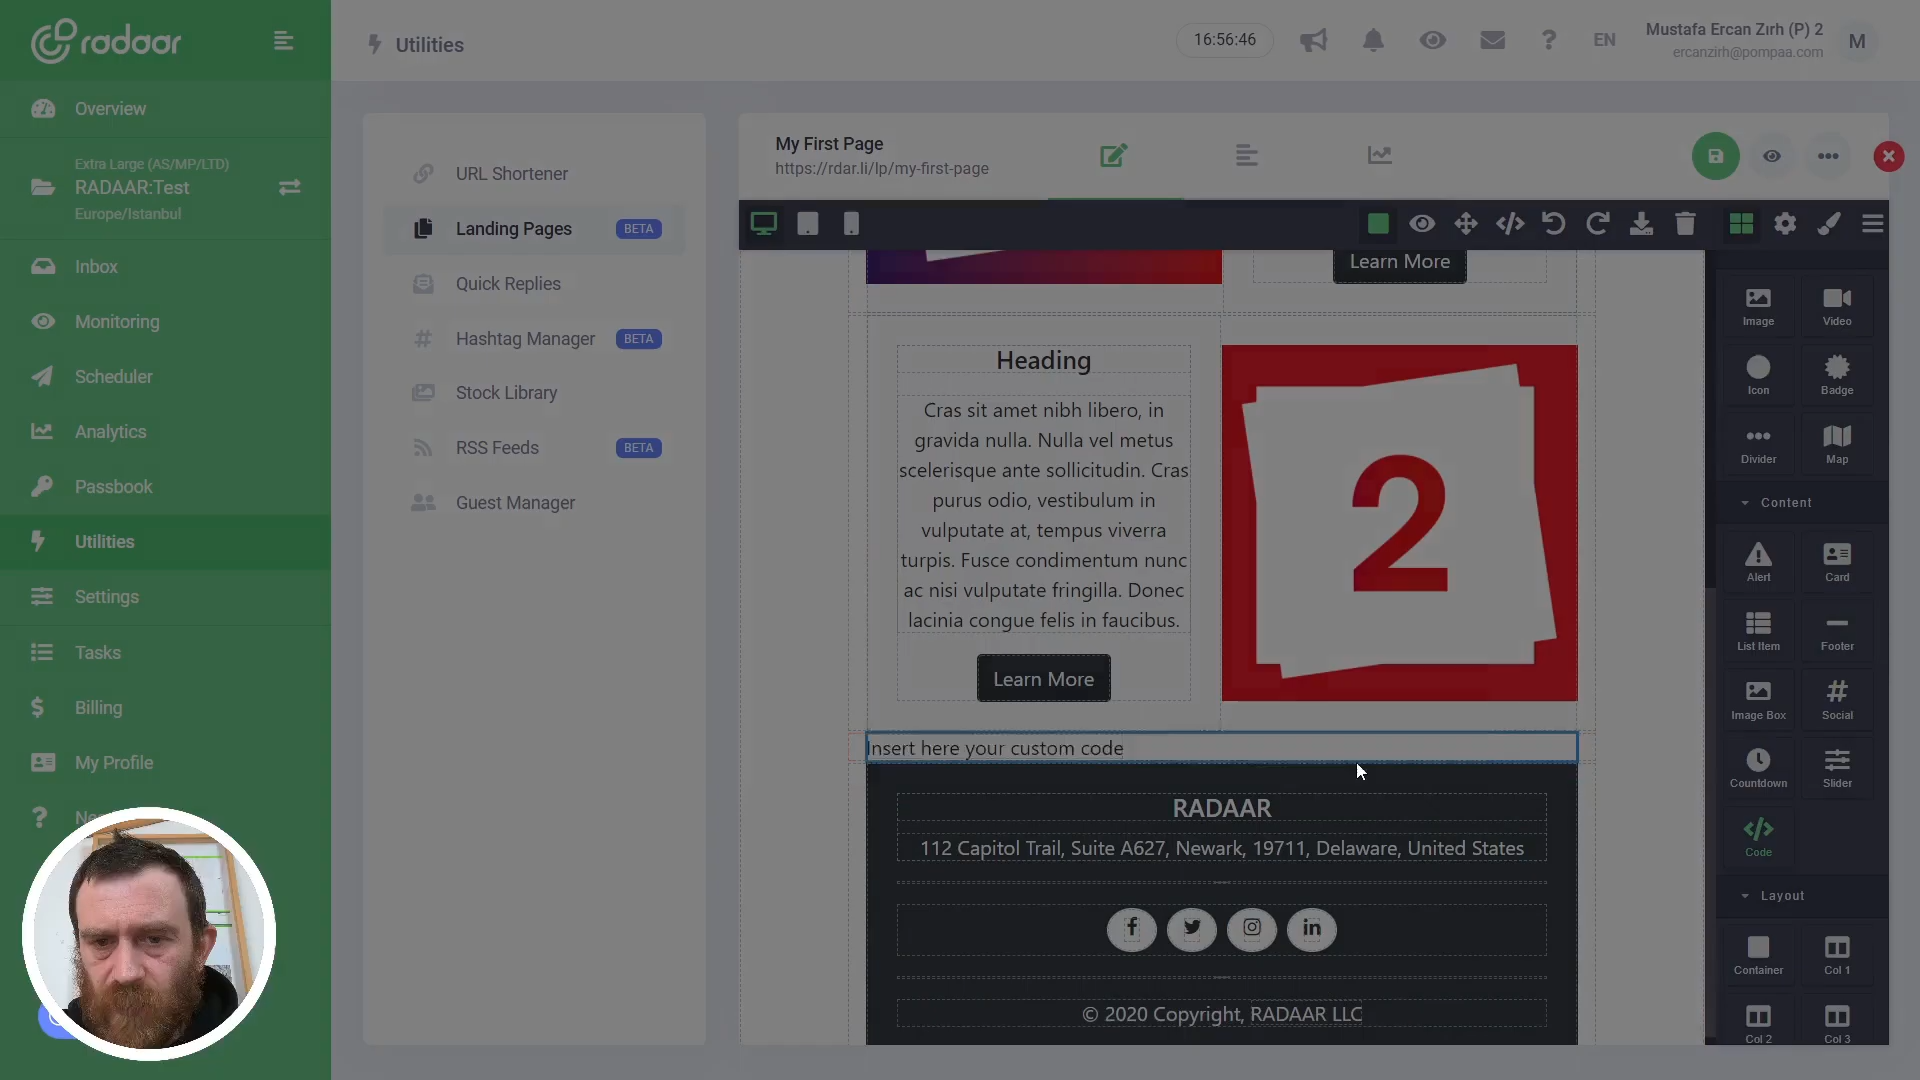 radaar
Utilities
16:56:46
EN
Mustafa Ercan Zırh (P) 2
ercanzirh@pompaa.com
M
Overview
Extra Large (AS/MP/LTD)
RADAAR:Test
Europe/Istanbul
Inbox
Monitoring
Scheduler
Analytics
Passbook
Utilities
Settings
Tasks
Billing
My Profile
URL Shortener
Landing Pages BETA
Quick Replies
Hashtag Manager BETA
Stock Library
RSS Feeds BETA
Guest Manager
My First Page
https://rdar.li/lp/my-first-page
Learn More
Heading
Cras sit amet nibh libero, in
gravida nulla. Nulla vel metus
scelerisque ante sollicitudin. Cras
purus odio, vestibulum in
vulputate at, tempus viverra
turpis. Fusce condimentum nunc
ac nisi vulputate fringilla. Donec
lacinia congue felis in faucibus.
Learn More
2
Insert here your custom code
RADAAR
112 Capitol Trail, Suite A627, Newark, 19711, Delaware, United States
© 2020 Copyright, RADAAR LLC
Image
Video
Icon
Badge
Divider
Map
Content
Alert
Card
List Item
Footer
Image Box
Social
Countdown
Slider
Code
Layout
Container
Col 1
Col 2
Col 3